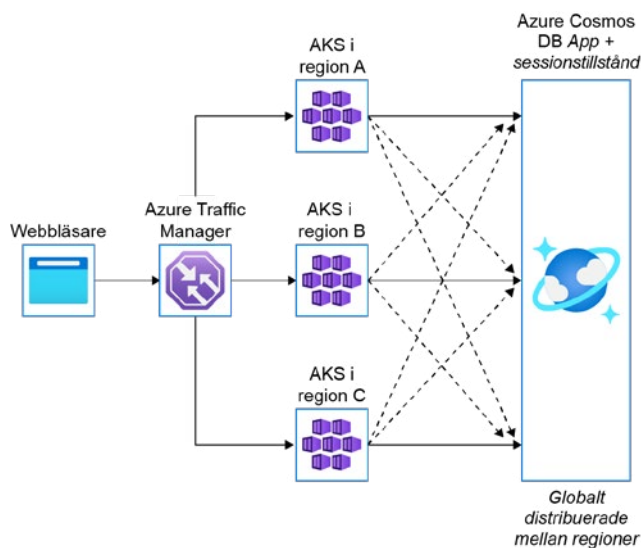 Webbläsare
Azure Traffic
Manager
AKS i
region A
AKS i
region B
AKS i
region C
Azure Cosmos
DB App +
sessionstillstånd
Globalt
distribuerade
mellan regioner